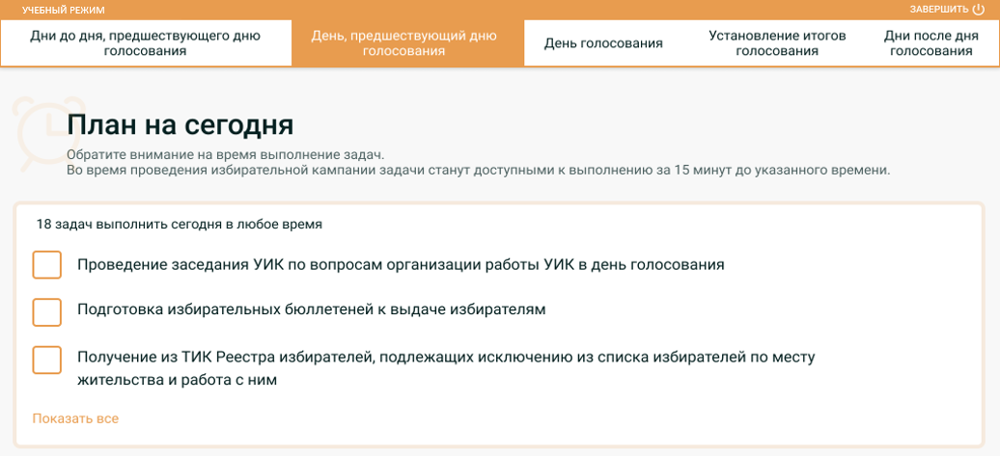 УЧЕБНЫЙ РЕЖИМ
ЗАВЕРШИТЬ
Дни до дня, предшествующего дню
голосования
День, предшествующий дню
голосования
День голосования
Установление итогов
голосования
Дни после дня
голосования
План на сегодня
Обратите внимание на время выполнение задач.
Во время проведения избирательной кампании задачи станут доступными к выполнению за 15 минут до указанного времени.
18 задач выполнить сегодня в любое время
Проведение заседания УИК по вопросам организации работы УИК в день голосования
Подготовка избирательных бюллетеней к выдаче избирателям
Получение из ТИК Реестра избирателей, подлежащих исключению из списка избирателей по месту
жительства и работа с ним
Показать все